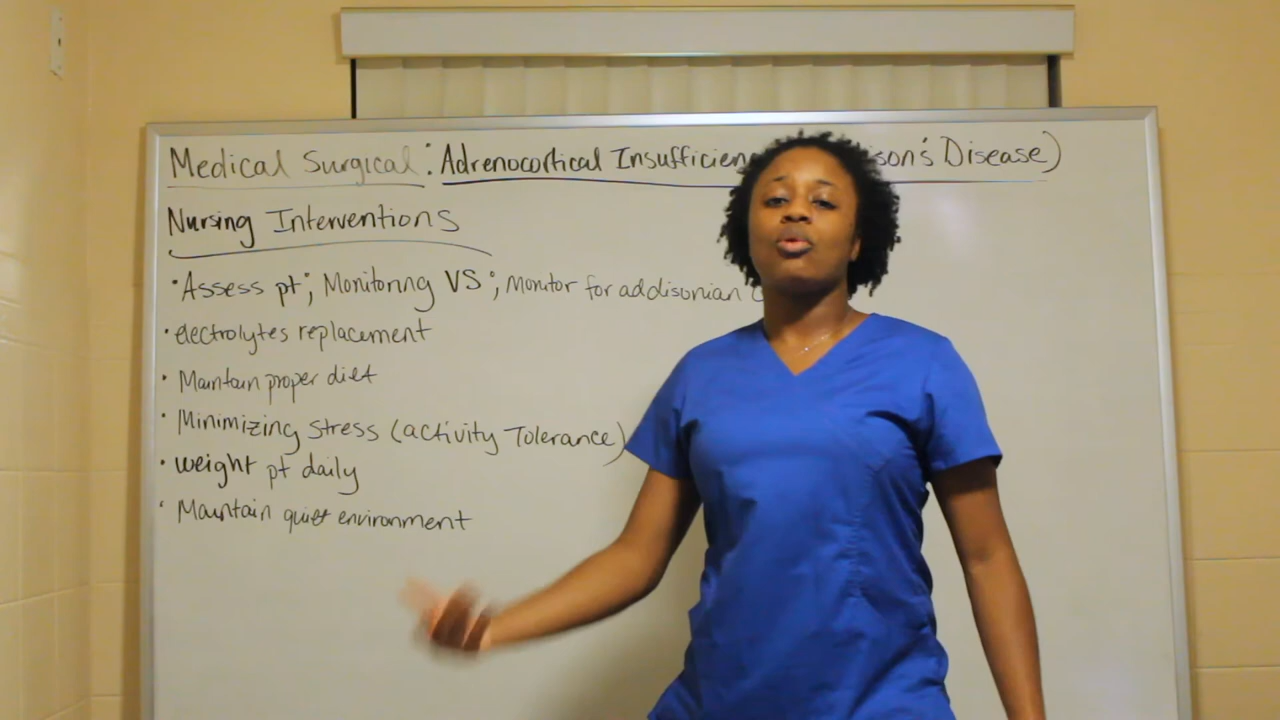 Medical Surgical: Adrenocortical Insufficien son's Disease)
Nursing Interventions
• Assess pt; Monitoring VS; monitor for addisonian
• electrolytes replacement
• Maintain proper diet
• Minimizing stress (activity Tolerance)
• weight pt daily
• Maintain quiet environment